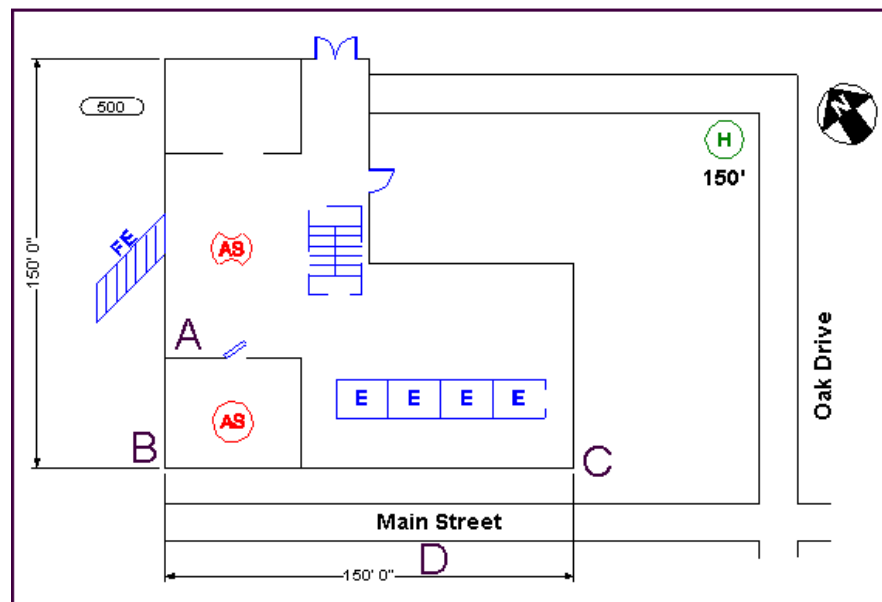 500
N
H
150'
FE
AS
150' 0"
A
Oak Drive
E E E E
AS
B
C
Main Street
D
150' 0"